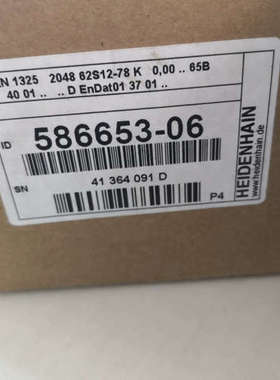 N 1325 2048 62S12-78 K 0,00 .. 65B
40 01 .. .. D EnDat01 37 01 ..
ID 586653-06
SN 41 364 091 D
P4
HEIDENHAIN
www.heidenhain.de